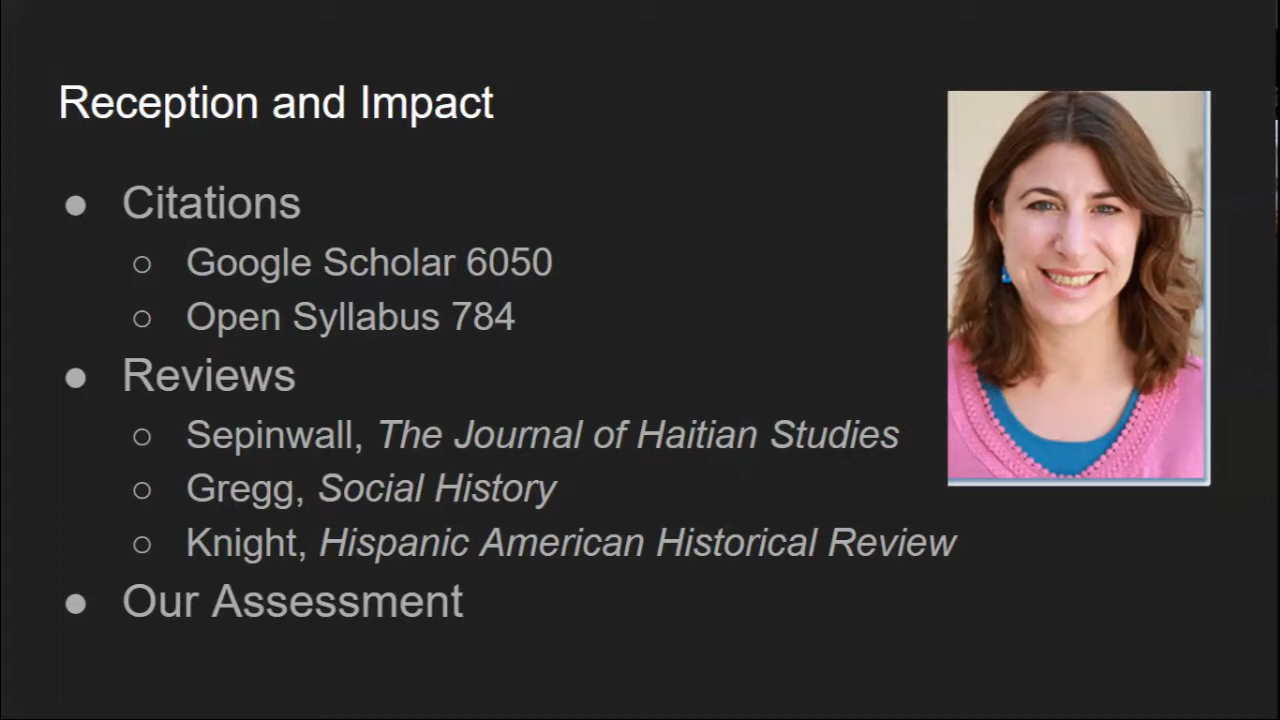 Reception and Impact
● Citations
○ Google Scholar 6050
○ Open Syllabus 784
● Reviews
○ Sepinwall, The Journal of Haitian Studies
○ Gregg, Social History
○ Knight, Hispanic American Historical Review
● Our Assessment